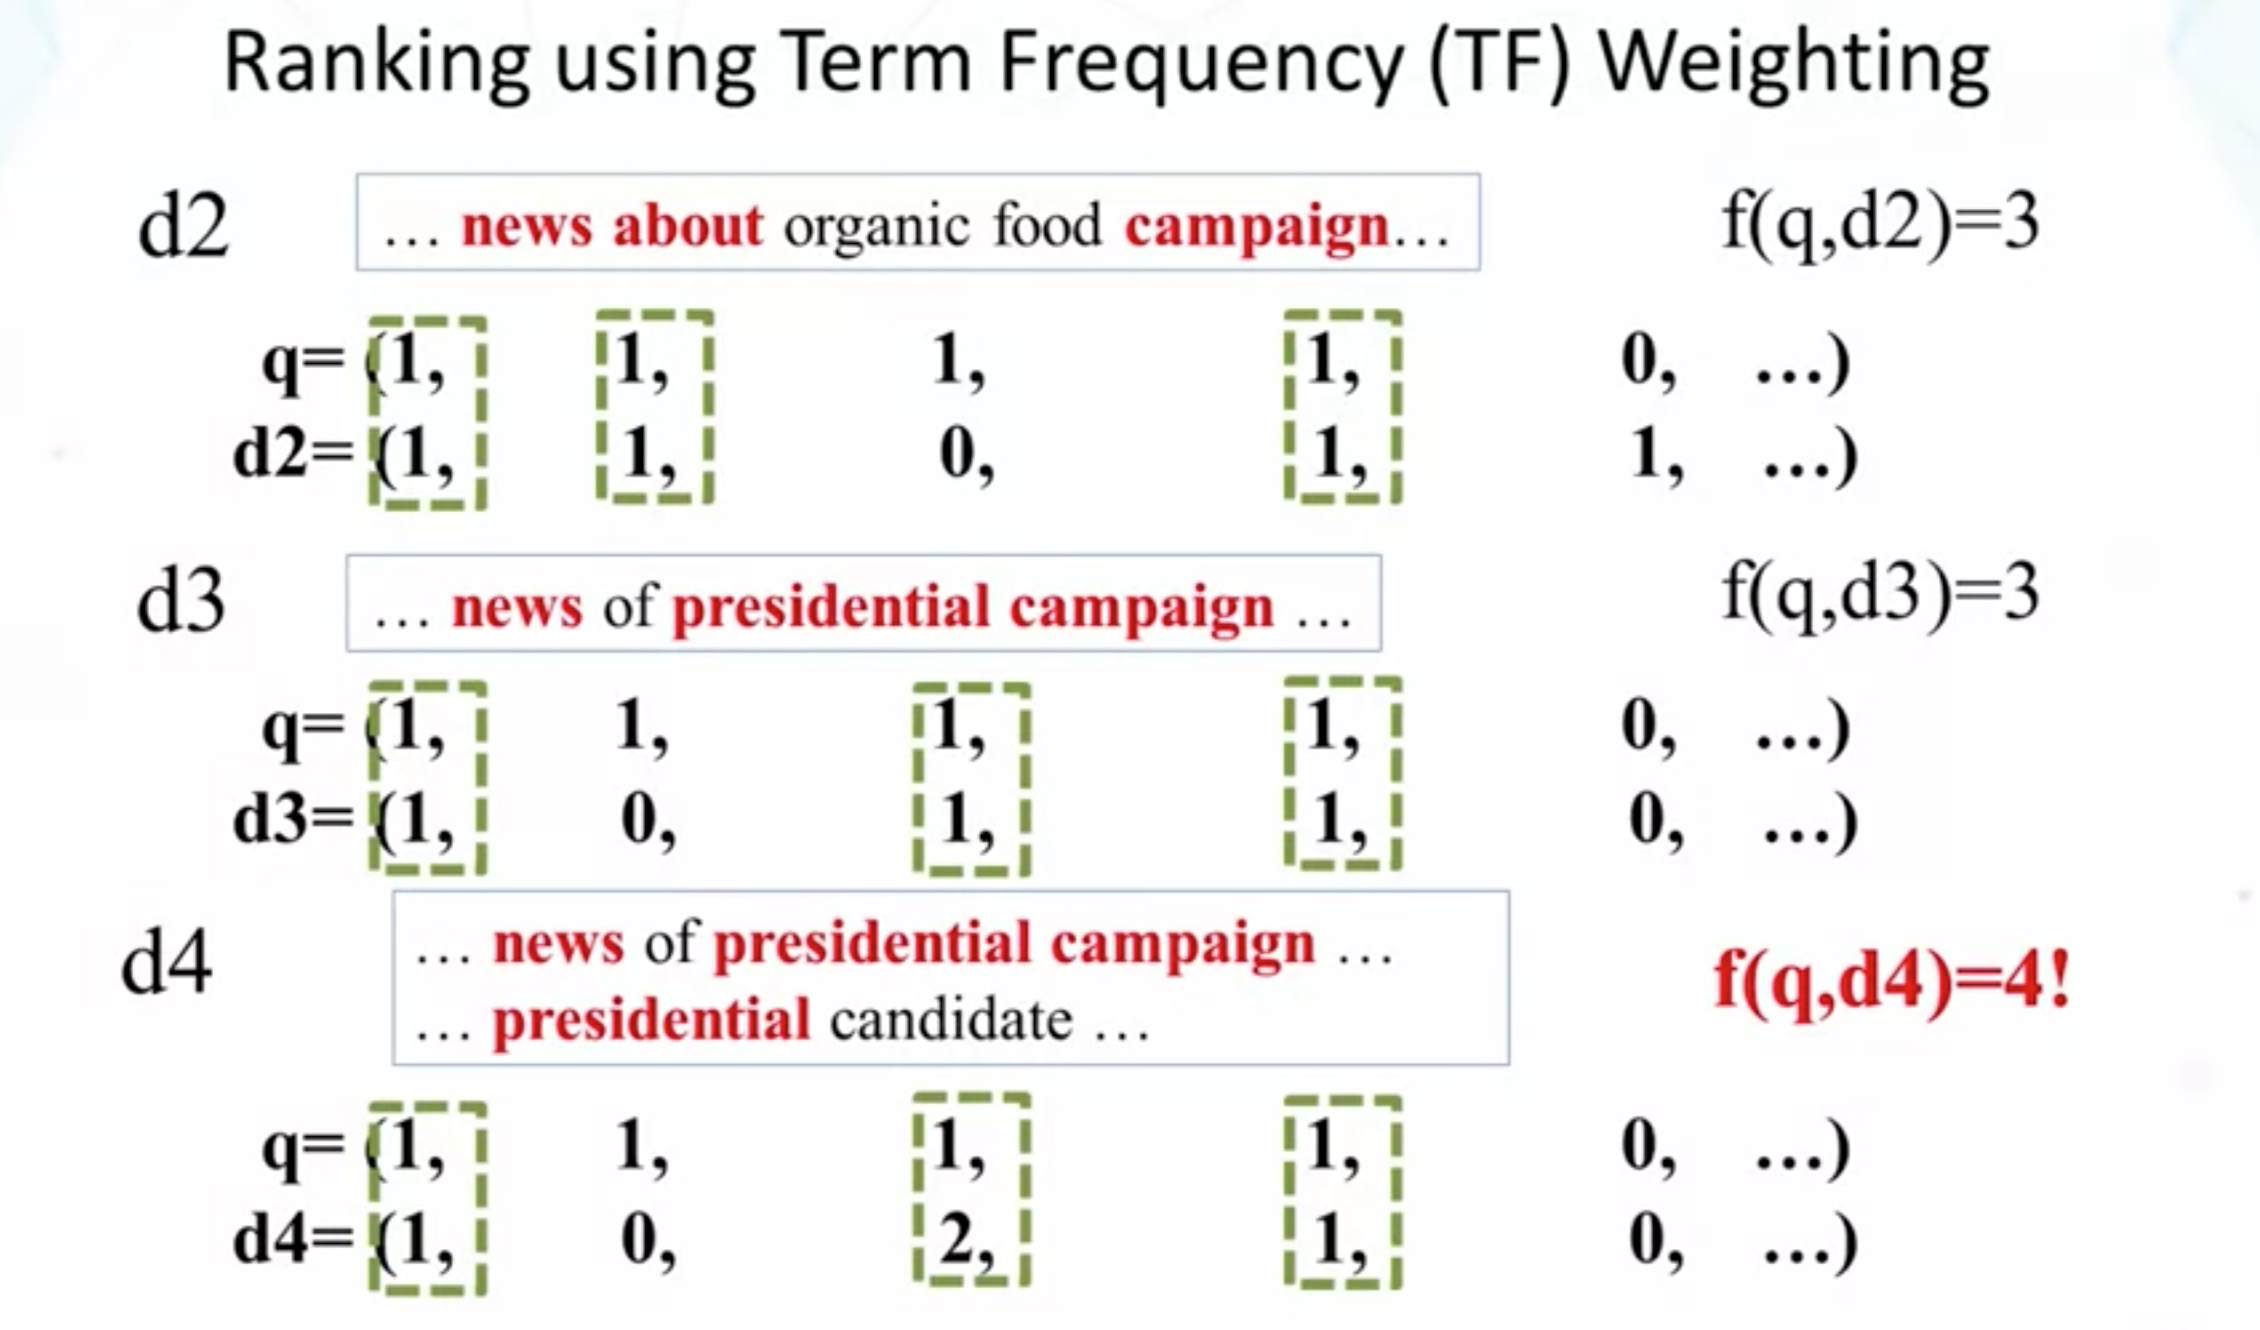 Ranking using Term Frequency (TF) Weighting
d2 … news about organic food campaign… f(q,d2)=3
q= (1, 1, 1, 1, 0, …)
d2= (1, 1, 0, 1, 1, …)
d3 … news of presidential campaign … f(q,d3)=3
q= (1, 1, 1, 1, 0, …)
d3= (1, 0, 1, 1, 0, …)
d4 … news of presidential campaign … f(q,d4)=4!
… presidential candidate …
q= (1, 1, 1, 1, 0, …)
d4= (1, 0, 2, 1, 0, …)